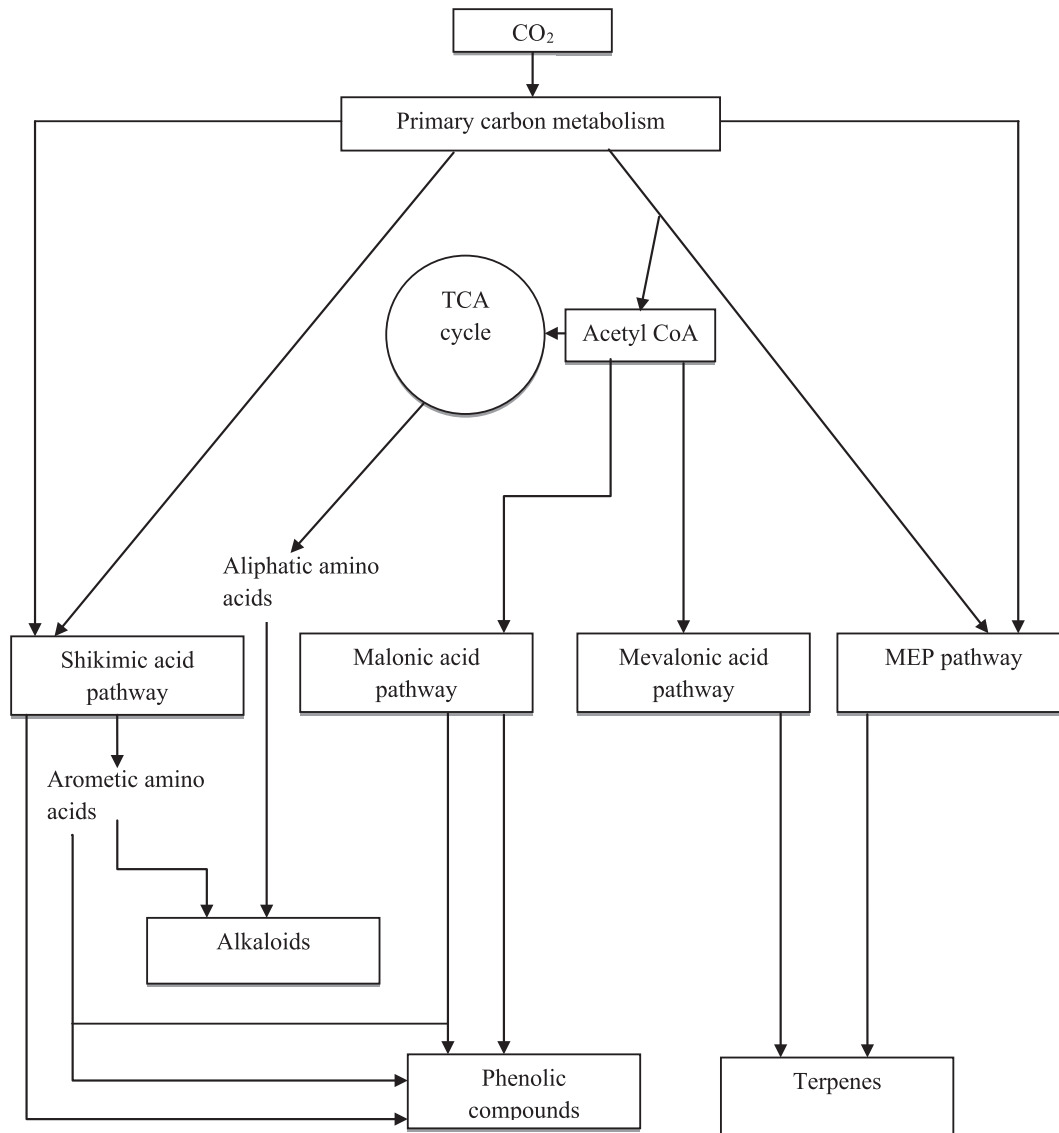 CO₂
Primary carbon metabolism
TCA
cycle
Acetyl CoA
Aliphatic amino
acids
Shikimic acid
pathway
Malonic acid
pathway
Mevalonic acid
pathway
MEP pathway
Arometic amino
acids
Alkaloids
Phenolic
compounds
Terpenes